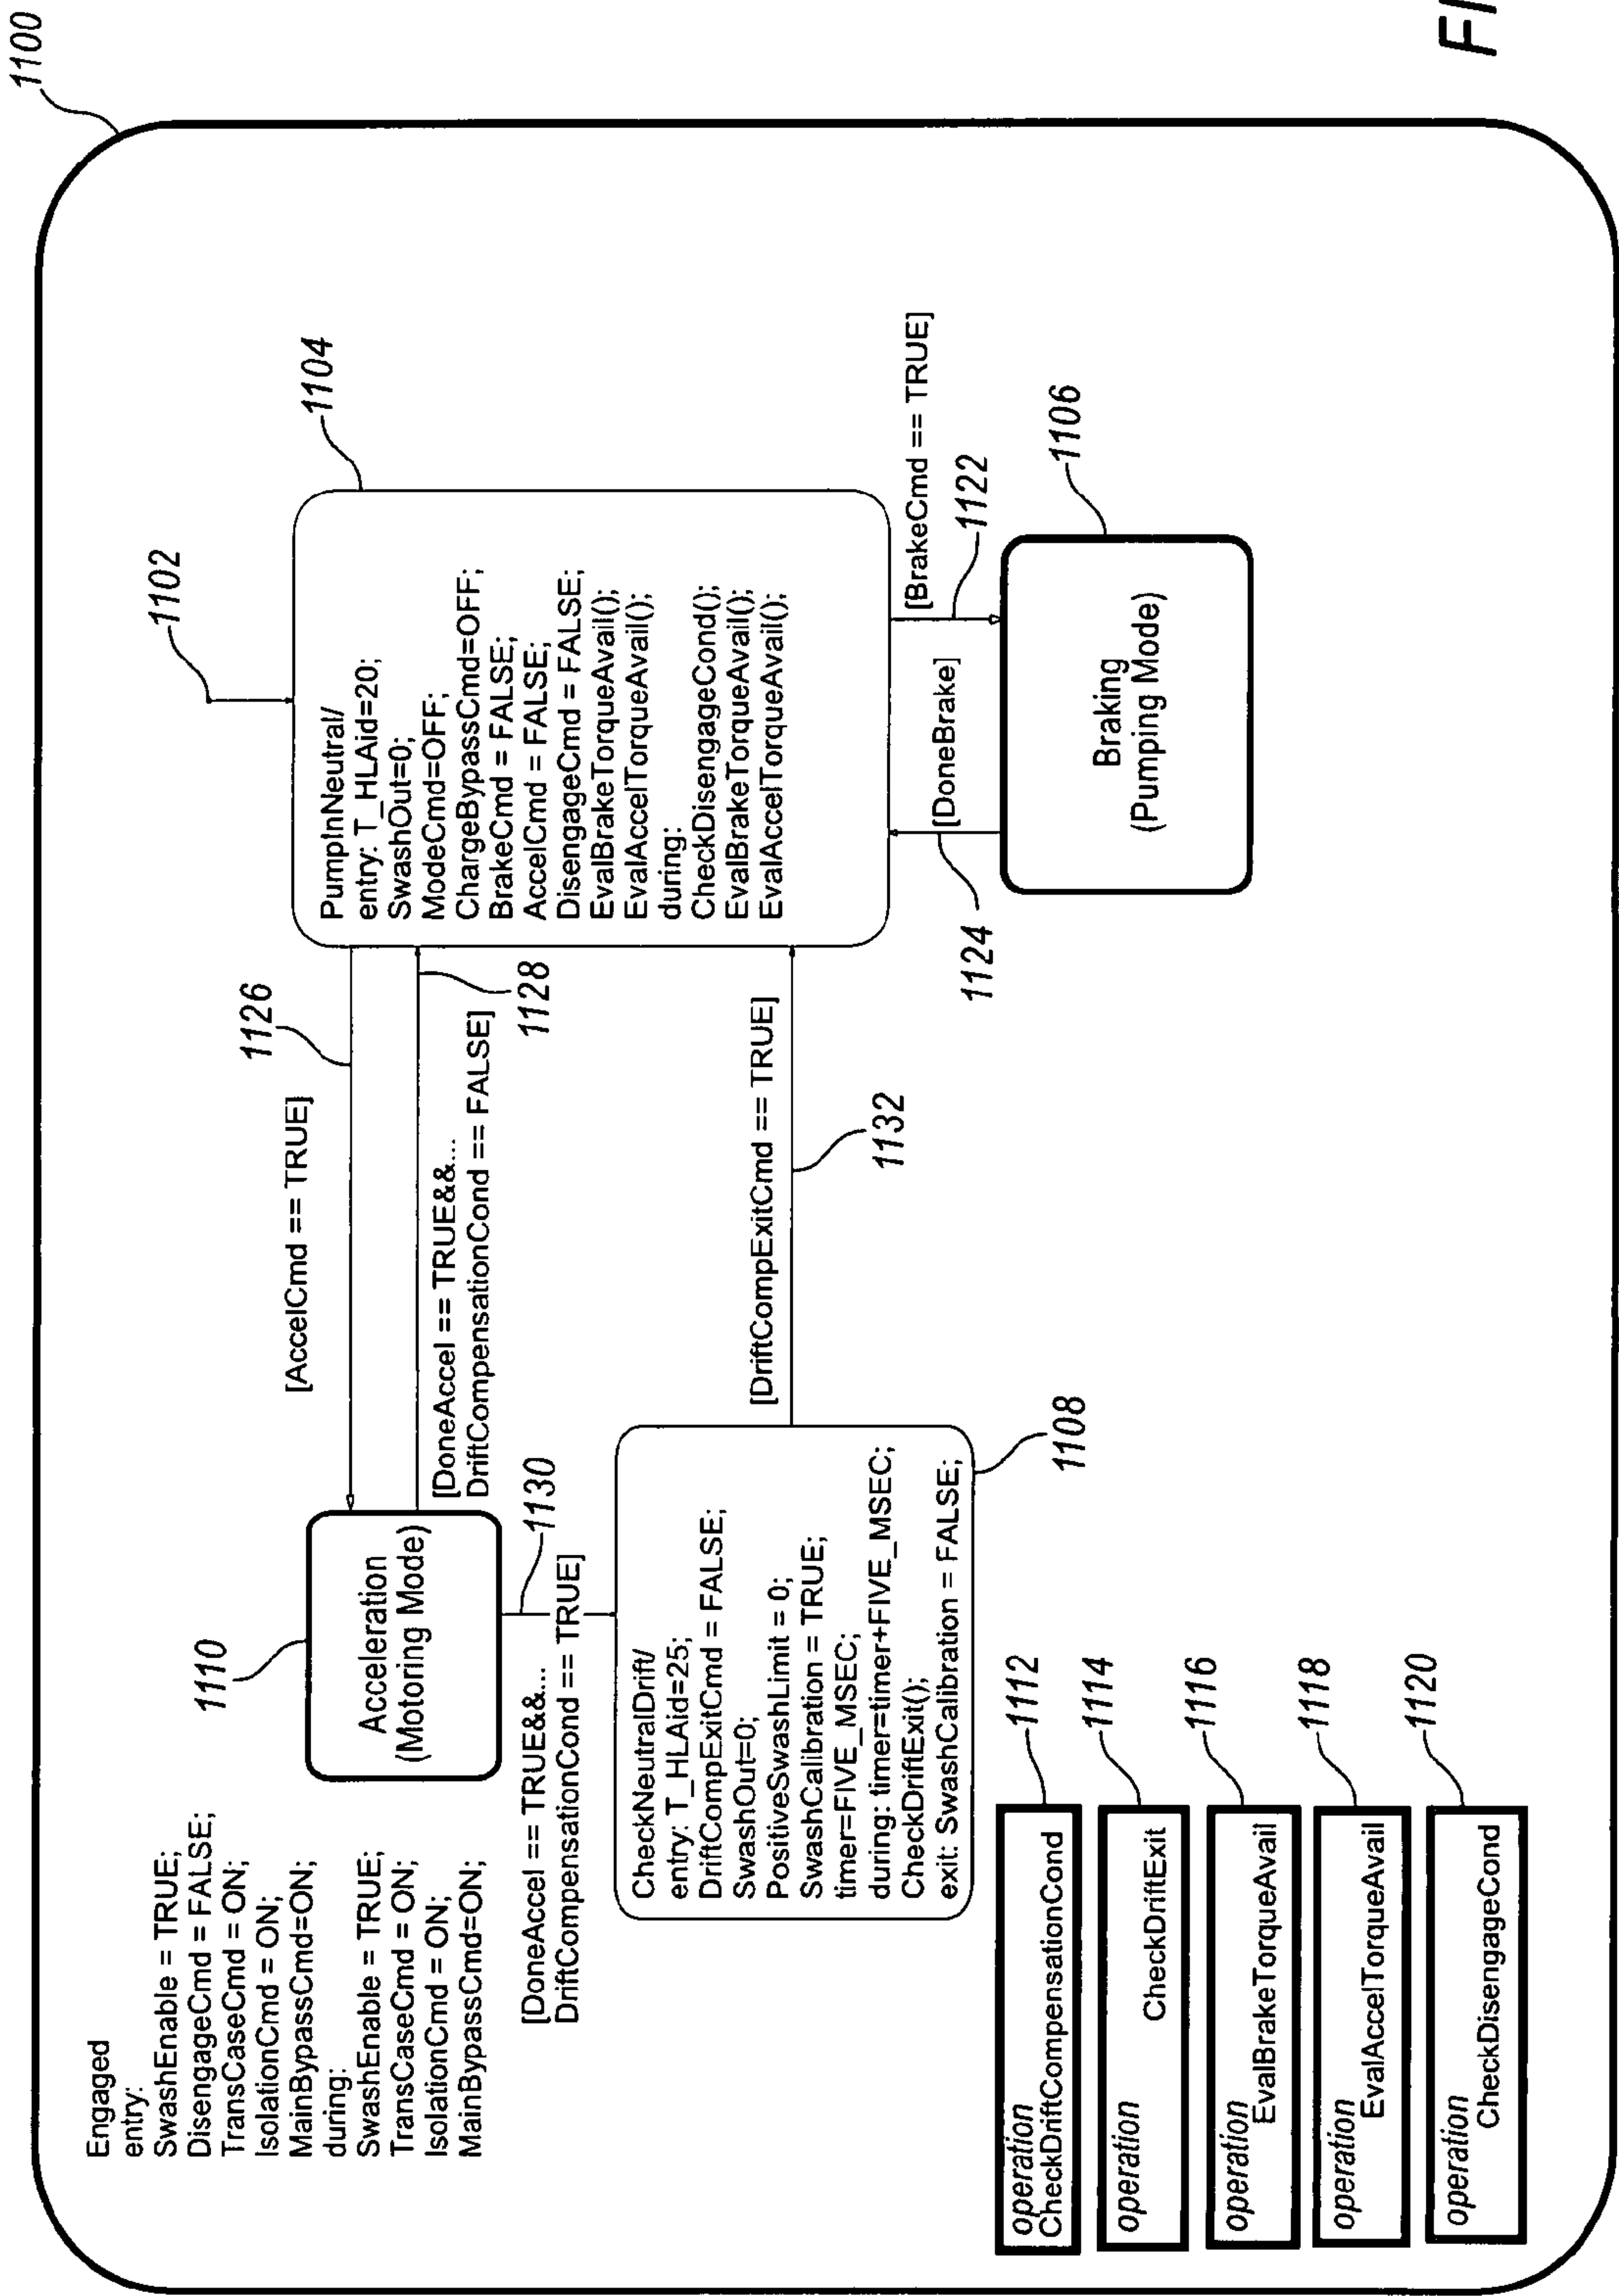 1100
Engaged
entry:
SwashEnable = TRUE;
DisengageCmd = FALSE;
TransCaseCmd = ON;
IsolationCmd = ON;
MainBypassCmd=ON;
during:
SwashEnable = TRUE;
TransCaseCmd = ON;
IsolationCmd = ON;
MainBypassCmd=ON;
1110
Acceleration
(Motoring Mode)
[AccelCmd == TRUE]
1126
[DoneAccel == TRUE&&...
DriftCompensationCond == FALSE]
1128
1102
1104
PumpInNeutral/
entry: T_HLAid=20;
SwashOut=0;
ModeCmd=OFF;
ChargeBypassCmd=OFF;
BrakeCmd = FALSE;
AccelCmd = FALSE;
DisengageCmd = FALSE;
EvalBrakeTorqueAvail();
EvalAccelTorqueAvail();
during:
CheckDisengageCond();
EvalBrakeTorqueAvail();
EvalAccelTorqueAvail();
[DoneAccel == TRUE&&...
DriftCompensationCond == TRUE]
1130
CheckNeutralDrift/
entry: T_HLAid=25;
DriftCompExitCmd = FALSE;
SwashOut=0;
PositiveSwashLimit = 0;
SwashCalibration = TRUE;
timer=FIVE_MSEC;
during: timer=timer+FIVE_MSEC;
CheckDriftExit();
exit: SwashCalibration = FALSE;
1108
[DriftCompExitCmd == TRUE]
1132
[DoneBrake]
1124
[BrakeCmd == TRUE]
1122
Braking
(Pumping Mode)
1106
operation
CheckDriftCompensationCond
1112
operation
CheckDriftExit
1114
operation
EvalBrakeTorqueAvail
1116
operation
EvalAccelTorqueAvail
1118
operation
CheckDisengageCond
1120